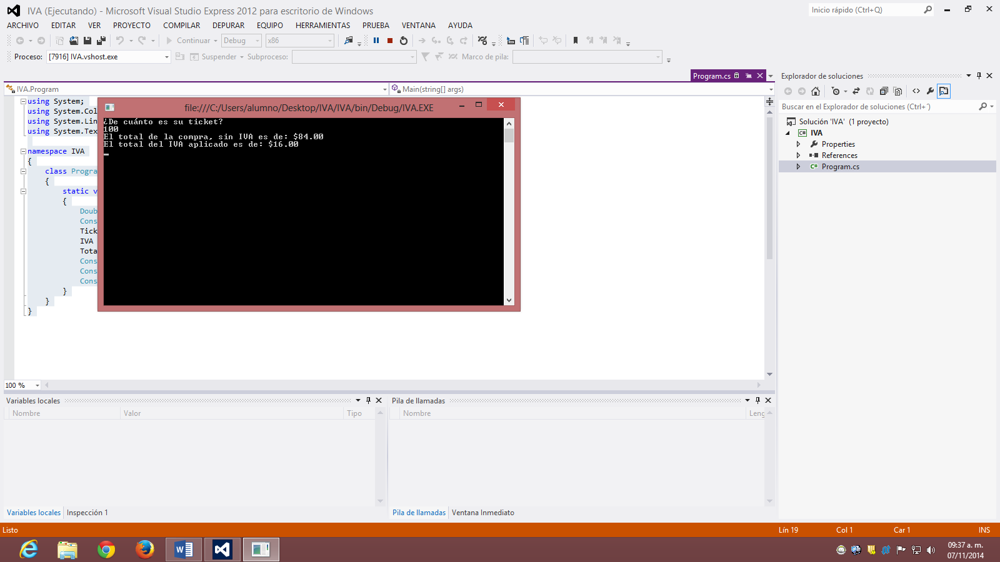 IVA (Ejecutando) - Microsoft Visual Studio Express 2012 para escritorio de Windows
Inicio rápido (Ctrl+Q)
ARCHIVO EDITAR VER PROYECTO COMPILAR DEPURAR EQUIPO HERRAMIENTAS PRUEBA VENTANA AYUDA
Continuar Debug x86
Proceso: [7916] IVA.vshost.exe Suspender Subproceso: Marco de pila:
Program.cs
IVA.Program Main(string[] args)
using System;
using System.Col
using System.Lin
using System.Tex
namespace IVA
{
class Progra
{
static v
{
Doub
Cons
Tick
IVA
Tota
Cons
Cons
Cons
}
}
}
file:///C:/Users/alumno/Desktop/IVA/IVA/bin/Debug/IVA.EXE
¿De cuánto es su ticket?
100
El total de la compra, sin IVA es de: $84.00
El total del IVA aplicado es de: $16.00
100 %
Explorador de soluciones
Buscar en el Explorador de soluciones (Ctrl+´)
Solución 'IVA' (1 proyecto)
C# IVA
Properties
References
C# Program.cs
Variables locales
Nombre Valor Tipo
Variables locales Inspección 1
Pila de llamadas
Nombre Leng
Pila de llamadas Ventana Inmediato
Listo Lín 19 Col 1 Car 1 INS
09:37 a. m.
07/11/2014